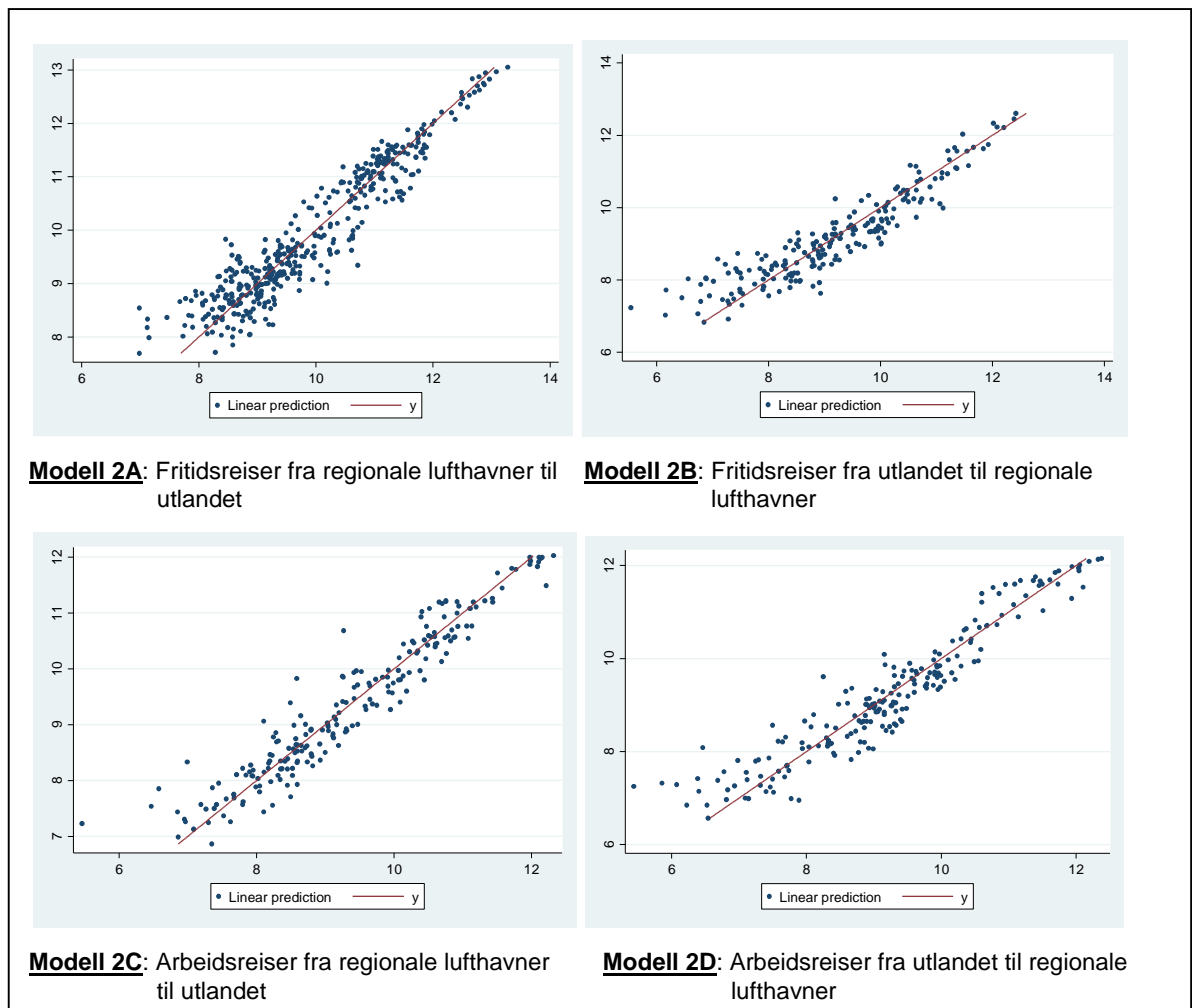 13
12
11
10
9
8
6 8 10 12 14
Linear prediction y
14
12
10
8
6
6 8 10 12 14
Linear prediction y
Modell 2A: Fritidsreiser fra regionale lufthavner til
utlandet
Modell 2B: Fritidsreiser fra utlandet til regionale
lufthavner
12
11
10
9
8
7
6 8 10 12
Linear prediction y
12
10
8
6
6 8 10 12
Linear prediction y
Modell 2C: Arbeidsreiser fra regionale lufthavner
til utlandet
Modell 2D: Arbeidsreiser fra utlandet til regionale
lufthavner